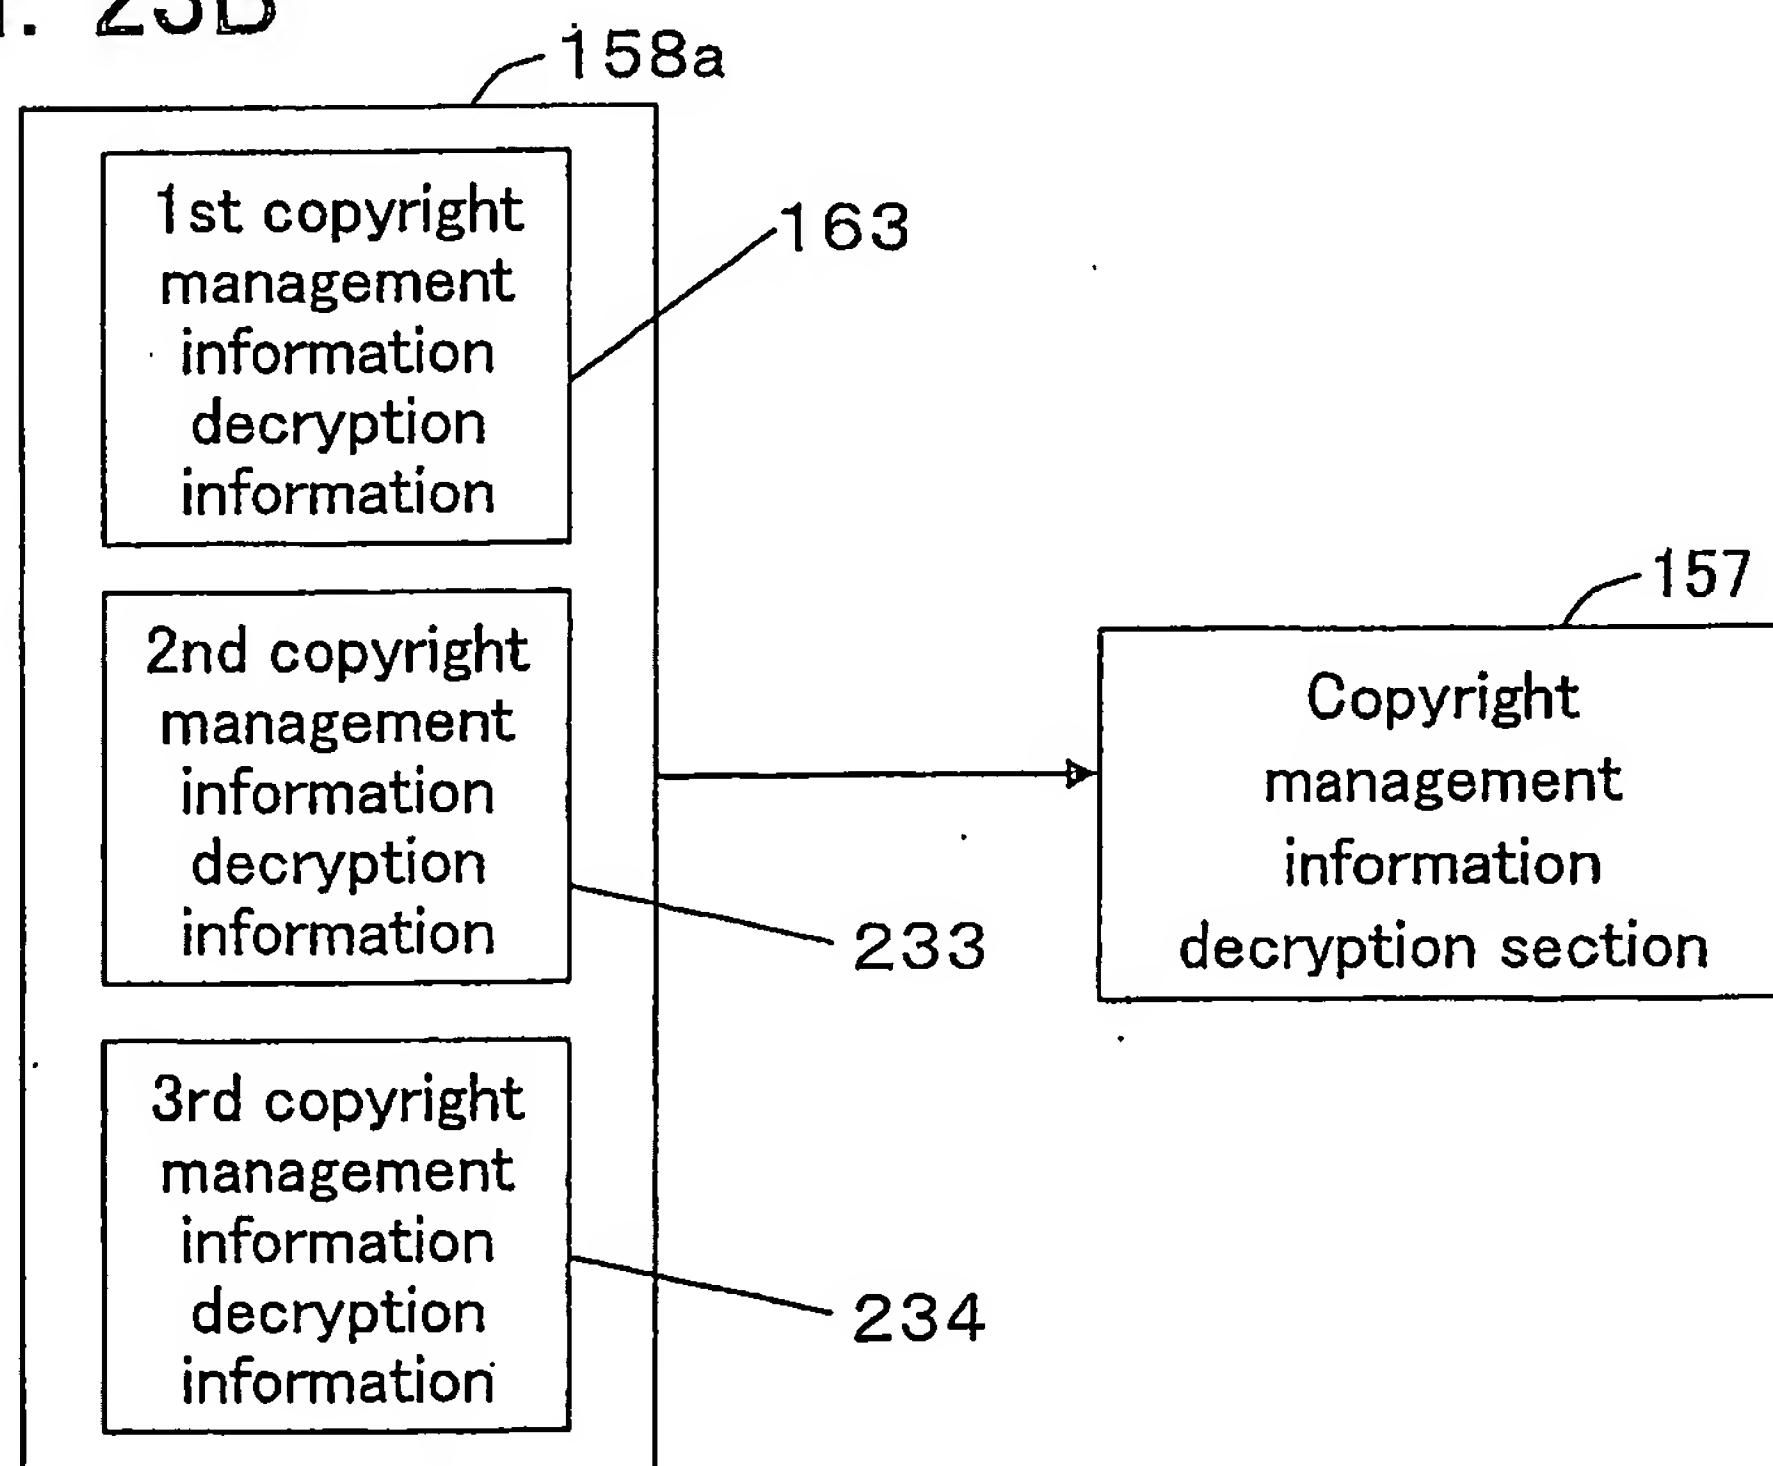 23B
158a
1st copyright
management
information
decryption
information
163
2nd copyright
management
information
decryption
information
233
3rd copyright
management
information
decryption
information
234
157
Copyright
management
information
decryption section